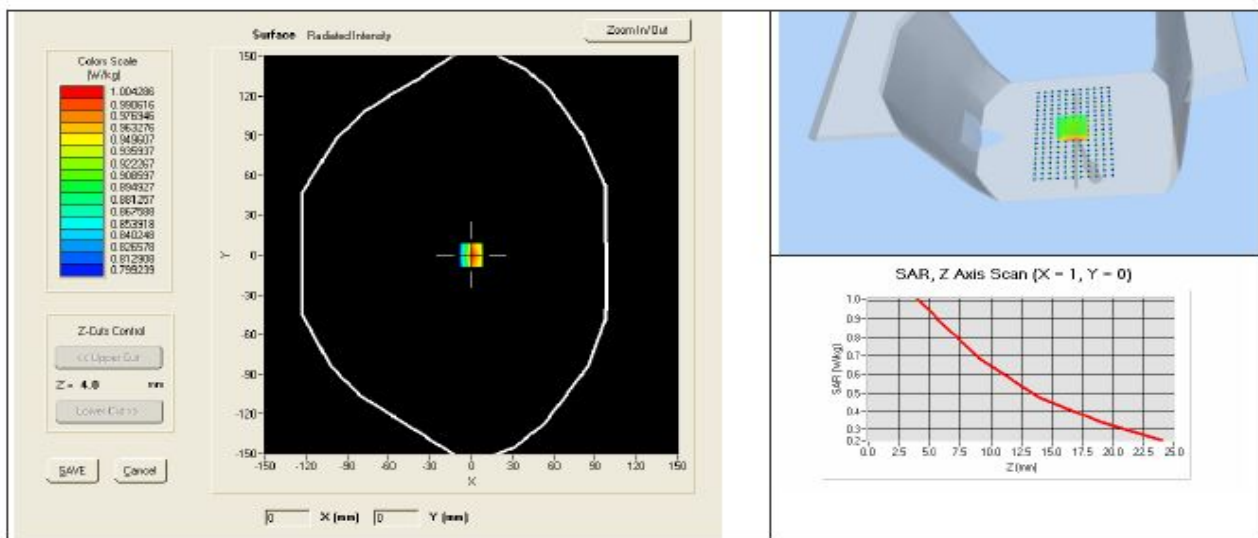 Surface Radiated Intensity
Zoom In/Out
Colors Scale
[W/kg]
1.004286
0.990616
0.976946
0.963276
0.949607
0.935937
0.922267
0.908597
0.894927
0.881257
0.867588
0.853918
0.840248
0.826578
0.812908
0.799239
Z-Cuts Control
<< Upper Cut
Z = 4.0 mm
Lower Cut >>
SAVE
Cancel
150
120
90
60
30
Y
0
-30
-60
-90
-120
-150
-150 -120 -90 -60 -30 0 30 60 90 120 150
X
0 X (mm) 0 Y (mm)
SAR, Z Axis Scan (X = 1, Y = 0)
SAR [W/kg]
1.0
0.9
0.8
0.7
0.6
0.5
0.4
0.3
0.2
0.0 2.5 5.0 7.5 10.0 12.5 15.0 17.5 20.0 22.5 25.0
Z [mm]